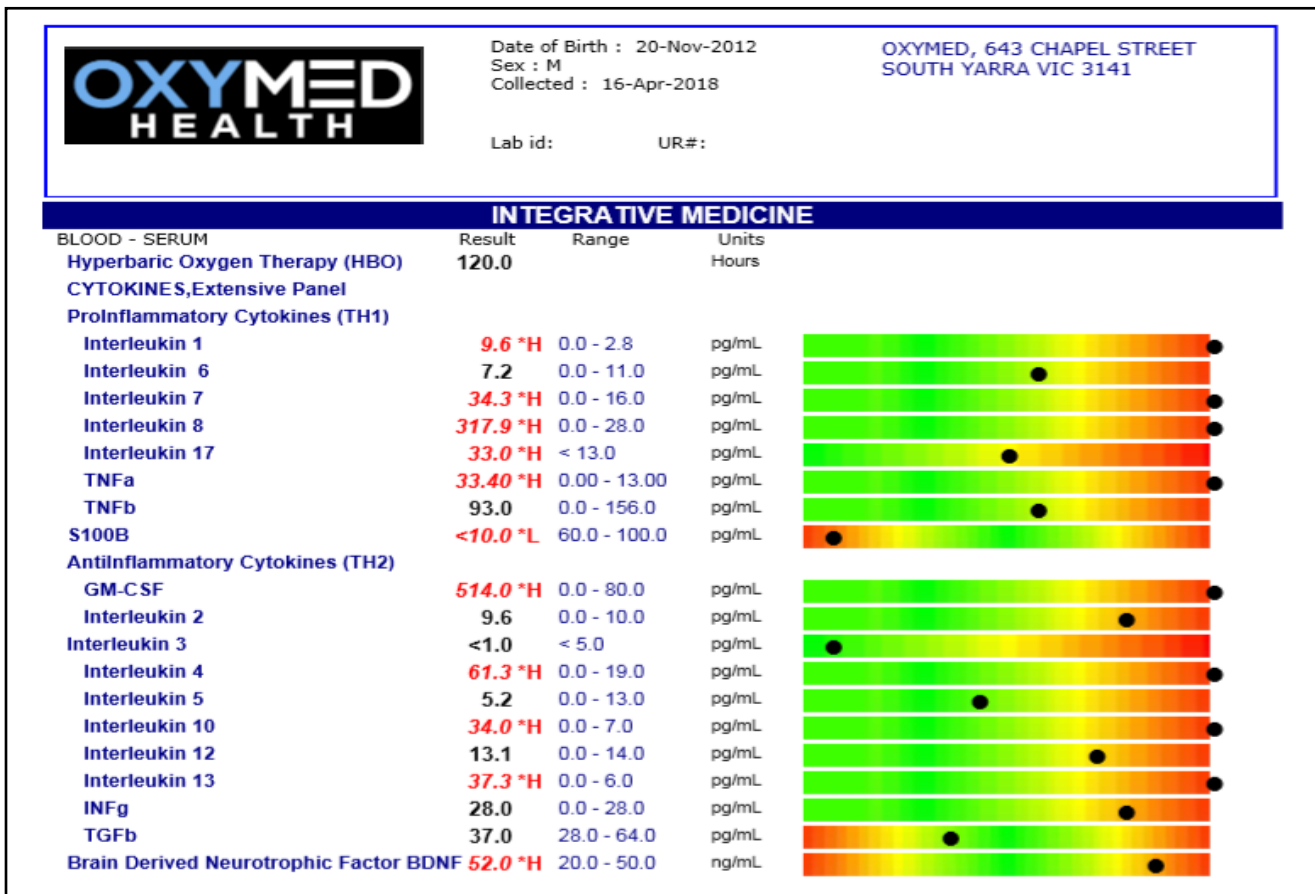 OXYMED
HEALTH
Date of Birth : 20-Nov-2012
Sex : M
Collected : 16-Apr-2018
Lab id: UR#:
OXYMED, 643 CHAPEL STREET
SOUTH YARRA VIC 3141
INTEGRATIVE MEDICINE
BLOOD - SERUM Result Range Units
Hyperbaric Oxygen Therapy (HBO) 120.0 Hours
CYTOKINES,Extensive Panel
ProInflammatory Cytokines (TH1)
Interleukin 1 9.6 *H 0.0 - 2.8 pg/mL
Interleukin 6 7.2 0.0 - 11.0 pg/mL
Interleukin 7 34.3 *H 0.0 - 16.0 pg/mL
Interleukin 8 317.9 *H 0.0 - 28.0 pg/mL
Interleukin 17 33.0 *H < 13.0 pg/mL
TNFa 33.40 *H 0.00 - 13.00 pg/mL
TNFb 93.0 0.0 - 156.0 pg/mL
S100B <10.0 *L 60.0 - 100.0 pg/mL
AntiInflammatory Cytokines (TH2)
GM-CSF 514.0 *H 0.0 - 80.0 pg/mL
Interleukin 2 9.6 0.0 - 10.0 pg/mL
Interleukin 3 <1.0 < 5.0 pg/mL
Interleukin 4 61.3 *H 0.0 - 19.0 pg/mL
Interleukin 5 5.2 0.0 - 13.0 pg/mL
Interleukin 10 34.0 *H 0.0 - 7.0 pg/mL
Interleukin 12 13.1 0.0 - 14.0 pg/mL
Interleukin 13 37.3 *H 0.0 - 6.0 pg/mL
INFg 28.0 0.0 - 28.0 pg/mL
TGFb 37.0 28.0 - 64.0 pg/mL
Brain Derived Neurotrophic Factor BDNF 52.0 *H 20.0 - 50.0 ng/mL